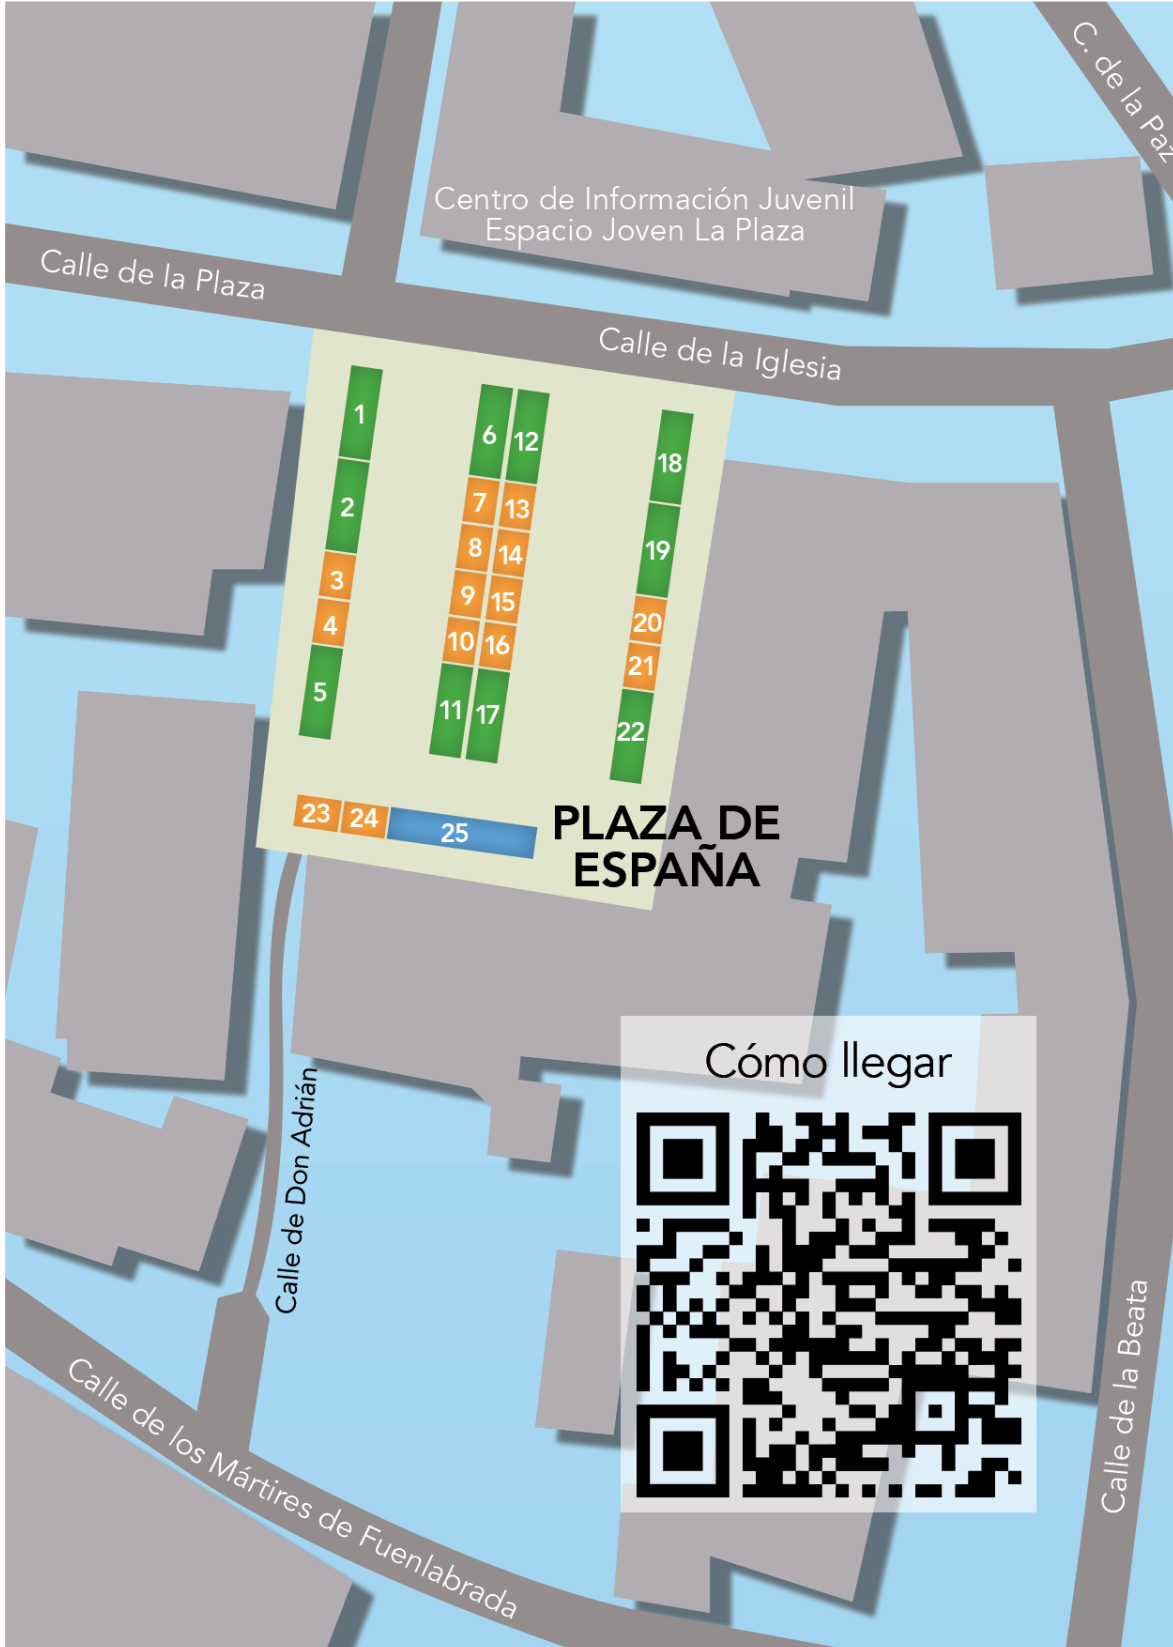 C. de la Paz
Centro de Información Juvenil
Espacio Joven La Plaza
Calle de la Plaza
Calle de la Iglesia
1
2
3
4
5
6
7
8
9
10
11
12
13
14
15
16
17
18
19
20
21
22
23
24
25
PLAZA DE
ESPAÑA
Cómo llegar
Calle de Don Adrián
Calle de la Beata
Calle de los Mártires de Fuenlabrada